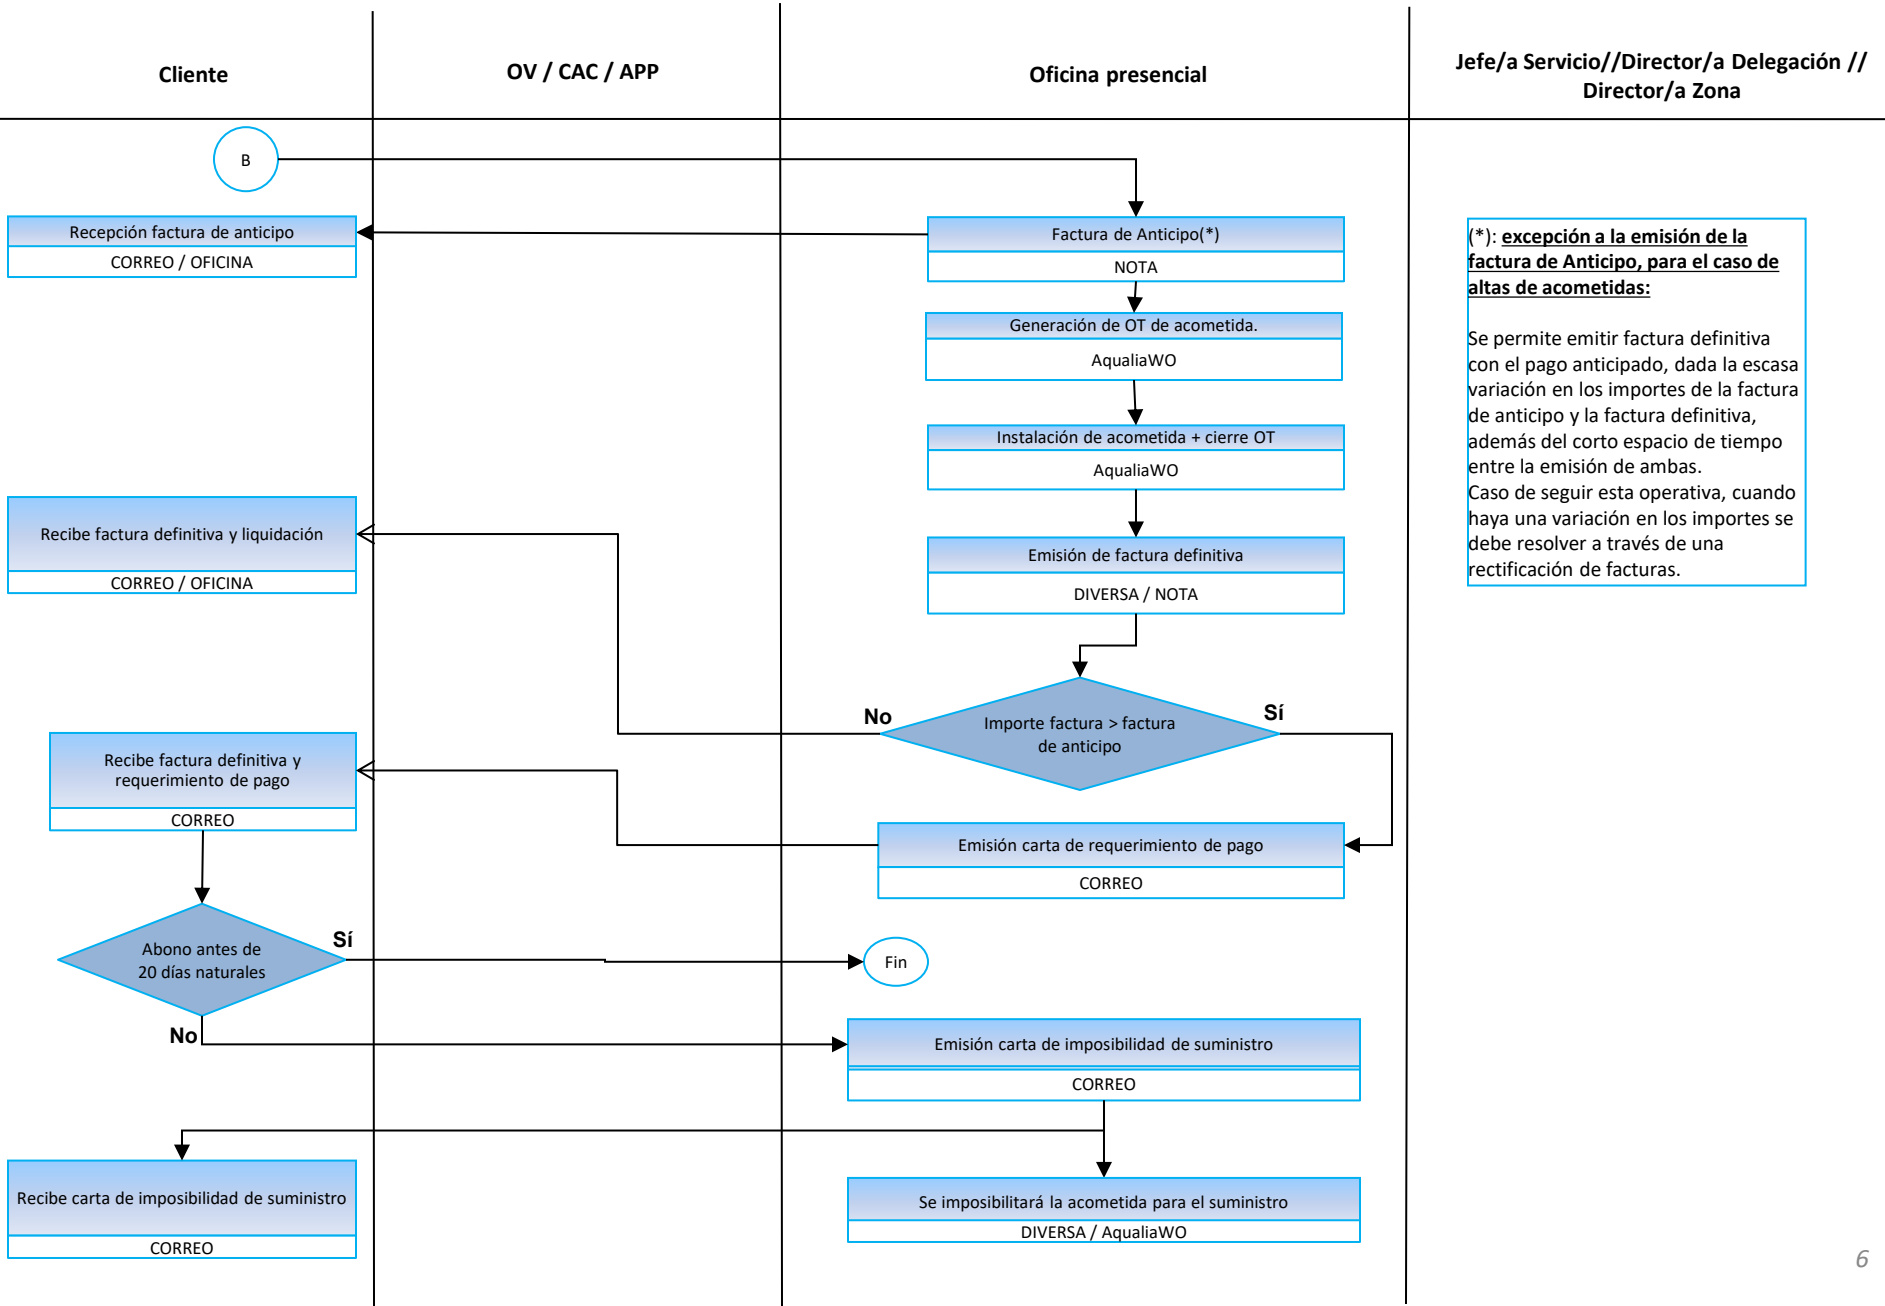 Cliente
OV / CAC / APP
Oficina presencial
Jefe/a Servicio//Director/a Delegación //
Director/a Zona
B
Recepción factura de anticipo
CORREO / OFICINA
Factura de Anticipo(*)
NOTA
Generación de OT de acometida.
AqualiaWO
Instalación de acometida + cierre OT
AqualiaWO
Recibe factura definitiva y liquidación
CORREO / OFICINA
Emisión de factura definitiva
DIVERSA / NOTA
(*): excepción a la emisión de la
factura de Anticipo, para el caso de
altas de acometidas:
Se permite emitir factura definitiva
con el pago anticipado, dada la escasa
variación en los importes de la factura
de anticipo y la factura definitiva,
además del corto espacio de tiempo
entre la emisión de ambas.
Caso de seguir esta operativa, cuando
haya una variación en los importes se
debe resolver a través de una
rectificación de facturas.
No
Importe factura > factura
de anticipo
Sí
Recibe factura definitiva y
requerimiento de pago
CORREO
Emisión carta de requerimiento de pago
CORREO
Abono antes de
20 días naturales
Sí
No
Fin
Emisión carta de imposibilidad de suministro
CORREO
Recibe carta de imposibilidad de suministro
CORREO
Se imposibilitará la acometida para el suministro
DIVERSA / AqualiaWO
6